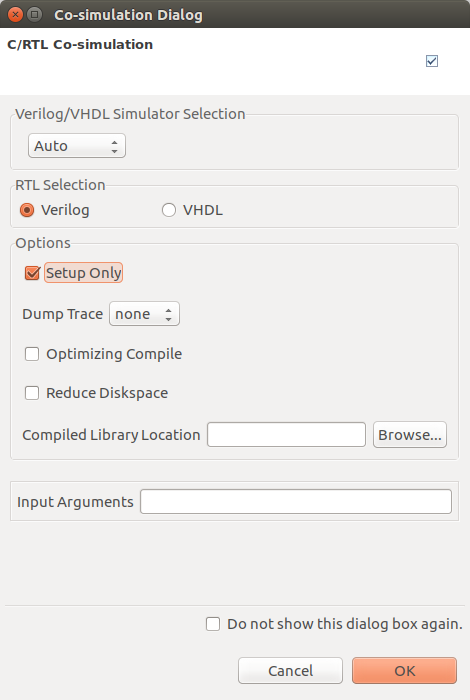 Co-simulation Dialog
C/RTL Co-simulation
Verilog/VHDL Simulator Selection
Auto
RTL Selection
Verilog VHDL
Options
Setup Only
Dump Trace none
Optimizing Compile
Reduce Diskspace
Compiled Library Location Browse...
Input Arguments
Do not show this dialog box again.
Cancel OK